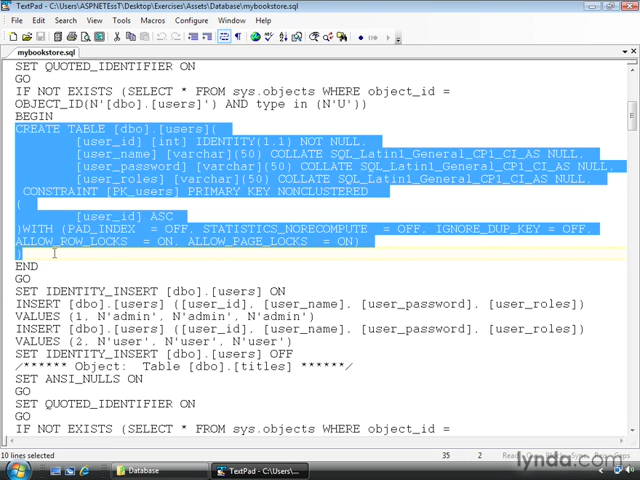 TextPad - C:\Users\ASPNETEssT\Desktop\Exercise Files\Assets\Database\mybookstore.sql
File Edit Search View Tools Macros Configure Window Help
mybookstore.sql
SET QUOTED_IDENTIFIER ON
GO
IF NOT EXISTS (SELECT * FROM sys.objects WHERE object_id =
OBJECT_ID(N'[dbo].[users]') AND type in (N'U'))
BEGIN
CREATE TABLE [dbo].[users](
[user_id] [int] IDENTITY(1,1) NOT NULL,
[user_name] [varchar](50) COLLATE SQL_Latin1_General_CP1_CI_AS NULL,
[user_password] [varchar](50) COLLATE SQL_Latin1_General_CP1_CI_AS NULL,
[user_roles] [varchar](50) COLLATE SQL_Latin1_General_CP1_CI_AS NULL,
CONSTRAINT [PK_users] PRIMARY KEY NONCLUSTERED
(
[user_id] ASC
)WITH (PAD_INDEX = OFF, STATISTICS_NORECOMPUTE = OFF, IGNORE_DUP_KEY = OFF,
ALLOW_ROW_LOCKS = ON, ALLOW_PAGE_LOCKS = ON)
)
END
GO
SET IDENTITY_INSERT [dbo].[users] ON
INSERT [dbo].[users] ([user_id], [user_name], [user_password], [user_roles])
VALUES (1, N'admin', N'admin', N'admin')
INSERT [dbo].[users] ([user_id], [user_name], [user_password], [user_roles])
VALUES (2, N'user', N'user', N'user')
SET IDENTITY_INSERT [dbo].[users] OFF
/****** Object: Table [dbo].[titles] ******/
SET ANSI_NULLS ON
GO
SET QUOTED_IDENTIFIER ON
GO
IF NOT EXISTS (SELECT * FROM sys.objects WHERE object_id =
10 lines selected 35 2
Database
TextPad - C:\Users\...
lynda.com